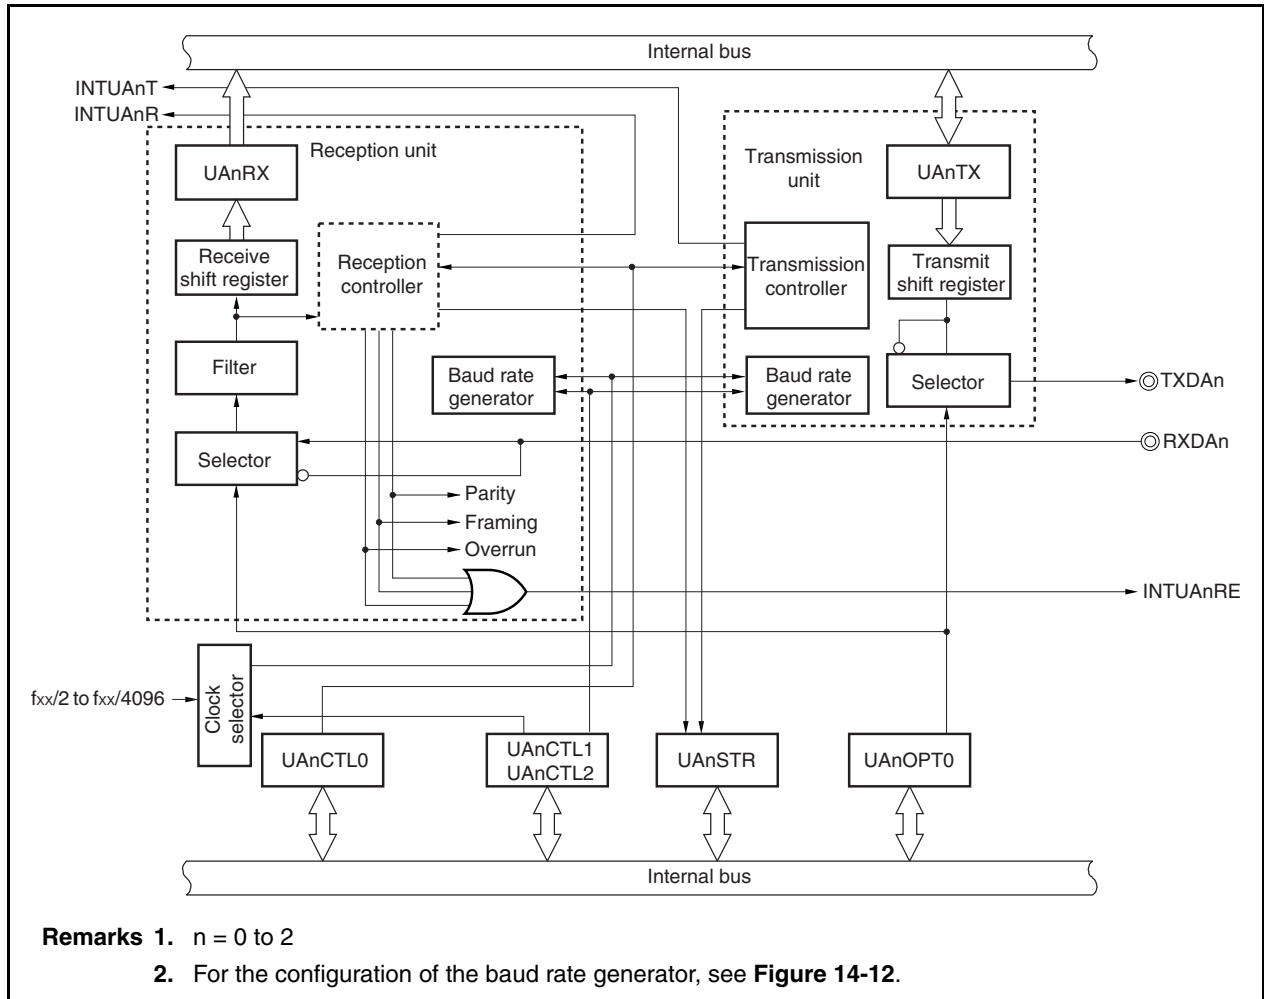 Internal bus
INTUAnT
INTUAnR
Reception unit
UAnRX
Receive
shift register
Reception
controller
Filter
Selector
Baud rate
generator
Parity
Framing
Overrun
Transmission
unit
UAnTX
Transmission
controller
Transmit
shift register
Baud rate
generator
Selector
TXDAn
RXDAn
INTUAnRE
fxx/2 to fxx/4096
Clock
selector
UAnCTL0
UAnCTL1
UAnCTL2
UAnSTR
UAnOPT0
Internal bus
Remarks 1. n = 0 to 2
2. For the configuration of the baud rate generator, see Figure 14-12.